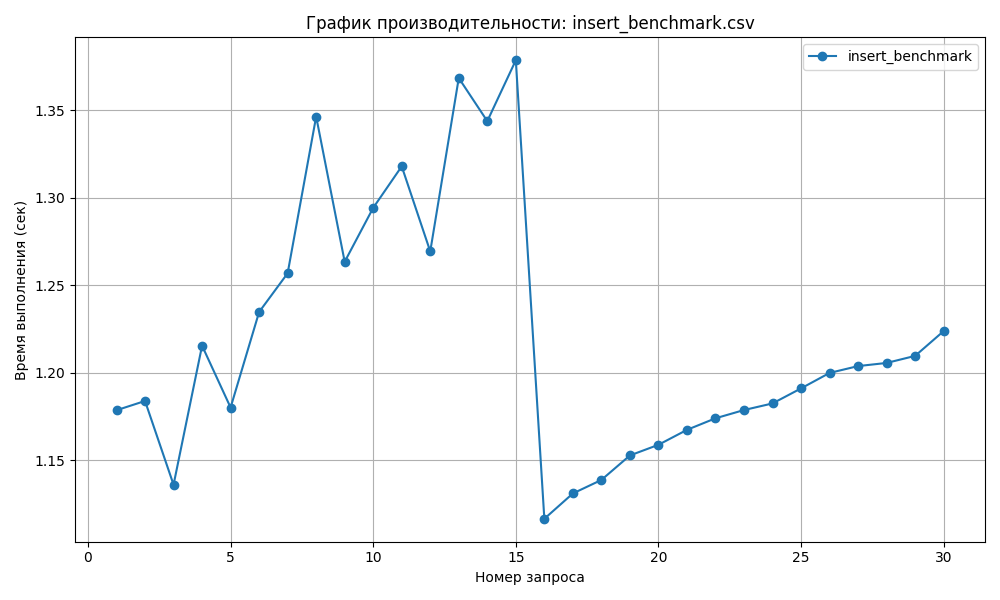 График производительности: insert_benchmark.csv
insert_benchmark
Время выполнения (сек)
1.35
1.30
1.25
1.20
1.15
0 5 10 15 20 25 30
Номер запроса